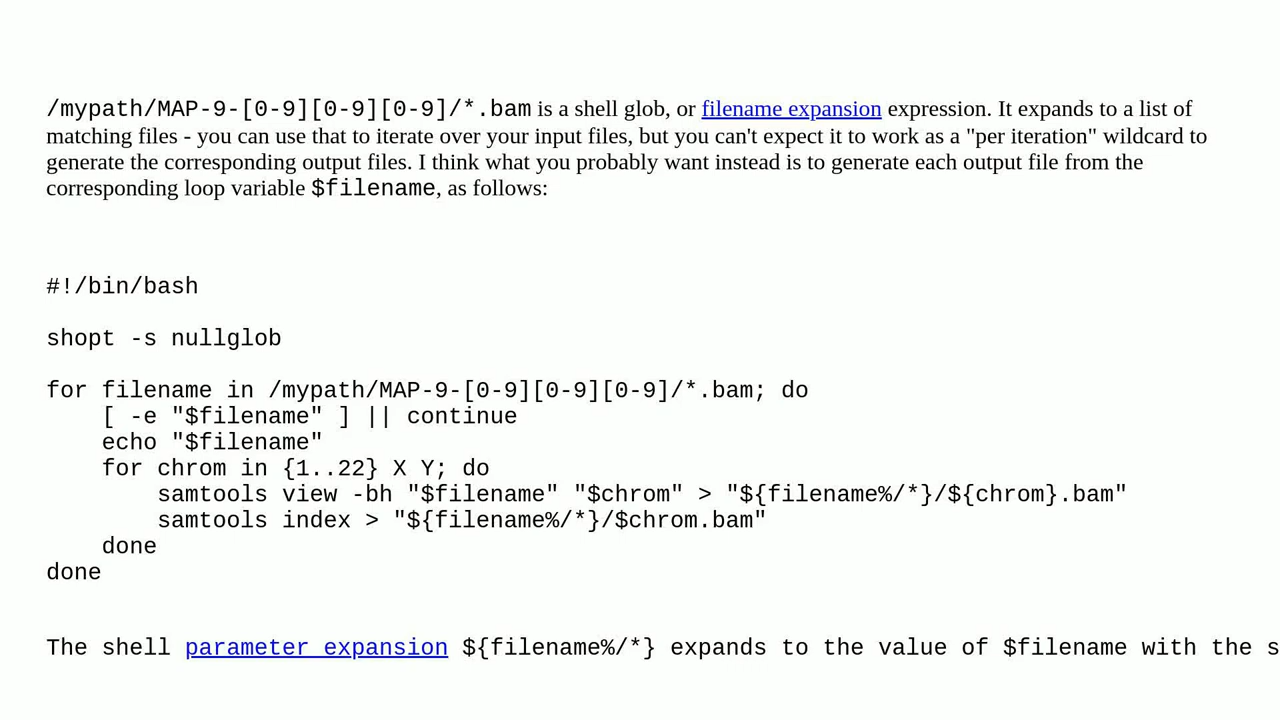 /mypath/MAP-9-[0-9][0-9][0-9]/*.bam is a shell glob, or filename expansion expression. It expands to a list of
matching files - you can use that to iterate over your input files, but you can't expect it to work as a "per iteration" wildcard to
generate the corresponding output files. I think what you probably want instead is to generate each output file from the
corresponding loop variable $filename, as follows:
#!/bin/bash
shopt -s nullglob
for filename in /mypath/MAP-9-[0-9][0-9][0-9]/*.bam; do
    [ -e "$filename" ] || continue
    echo "$filename"
    for chrom in {1..22} X Y; do
        samtools view -bh "$filename" "$chrom" > "${filename%/*}/${chrom}.bam"
        samtools index > "${filename%/*}/$chrom.bam"
    done
done
The shell parameter expansion ${filename%/*} expands to the value of $filename with the